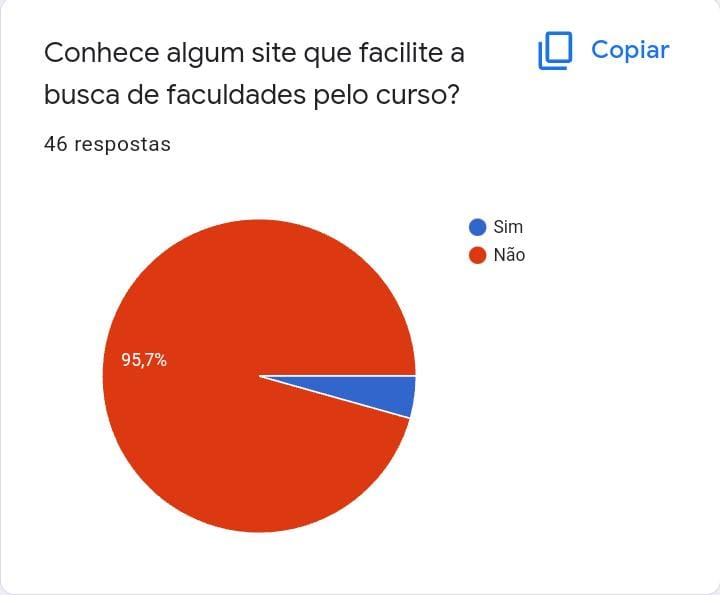 Conhece algum site que facilite a
busca de faculdades pelo curso?
Copiar
46 respostas
Sim
Não
95,7%